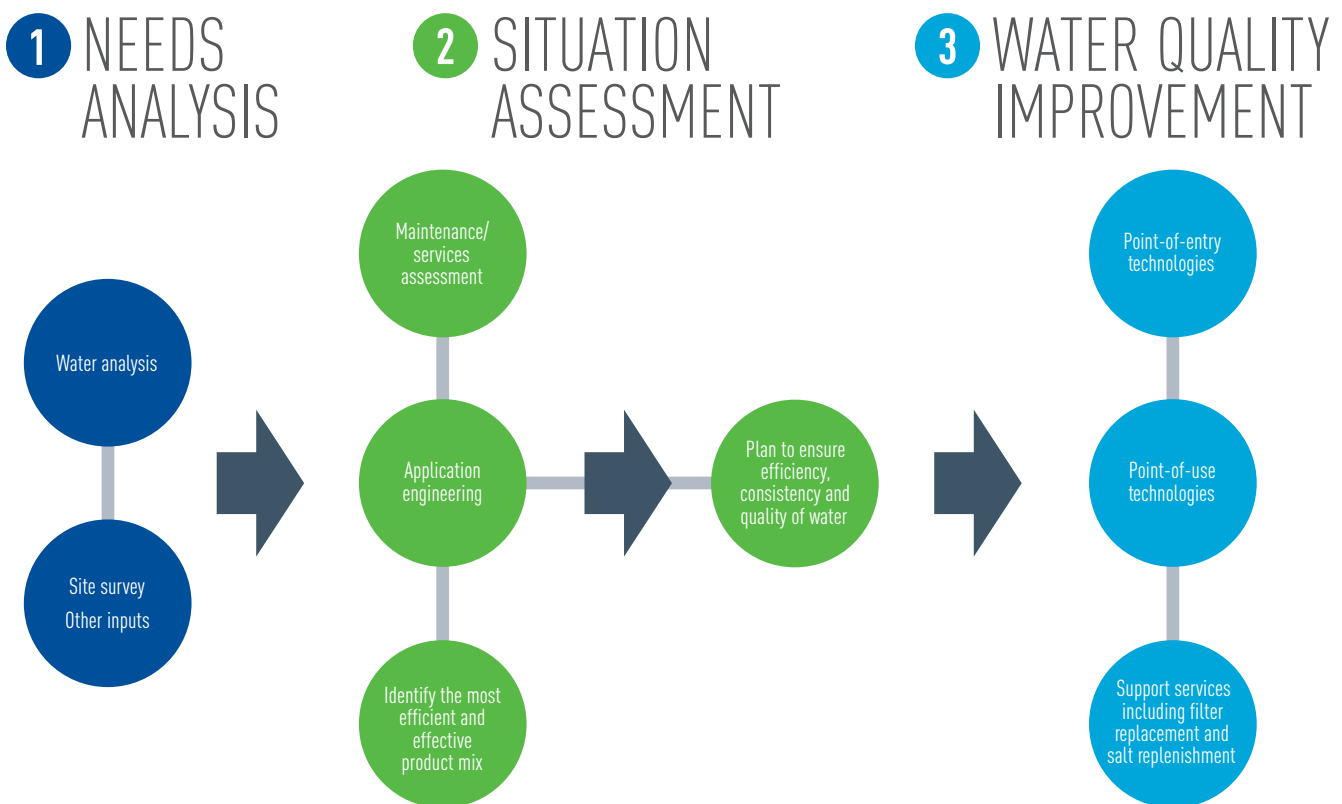 1 NEEDS
ANALYSIS
2 SITUATION
ASSESSMENT
3 WATER QUALITY
IMPROVEMENT
Water analysis
Site survey
Other inputs
Maintenance/
services
assessment
Application
engineering
Identify the most
efficient and
effective
product mix
Plan to ensure
efficiency,
consistency and
quality of water
Point-of-entry
technologies
Point-of-use
technologies
Support services
including filter
replacement and
salt replenishment